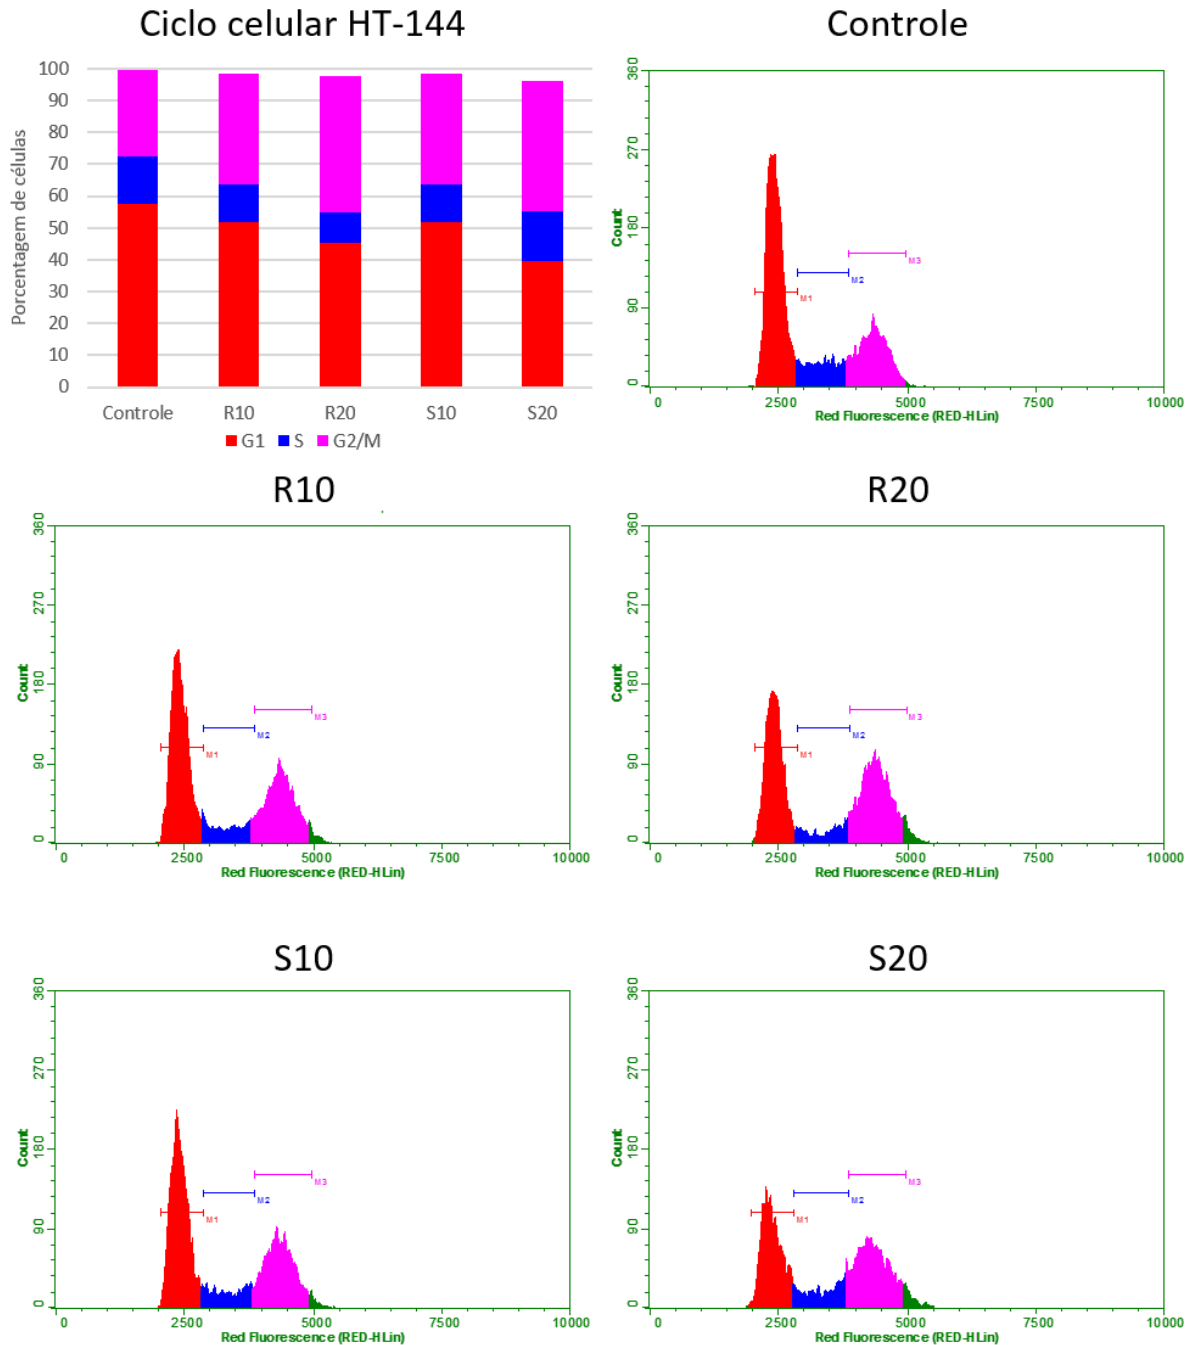 Ciclo celular HT-144
Porcentagem de células
100
90
80
70
60
50
40
30
20
10
0
Controle R10 R20 S10 S20
G1 S G2/M
Controle
Count
360
270
180
90
0
M1
M2
M3
0 2500 5000 7500 10000
Red Fluorescence (RED-HLin)
R10
Count
360
270
180
90
0
M1
M2
M3
0 2500 5000 7500 10000
Red Fluorescence (RED-HLin)
R20
Count
360
270
180
90
0
M1
M2
M3
0 2500 5000 7500 10000
Red Fluorescence (RED-HLin)
S10
Count
360
270
180
90
0
M1
M2
M3
0 2500 5000 7500 10000
Red Fluorescence (RED-HLin)
S20
Count
360
270
180
90
0
M1
M2
M3
0 2500 5000 7500 10000
Red Fluorescence (RED-HLin)